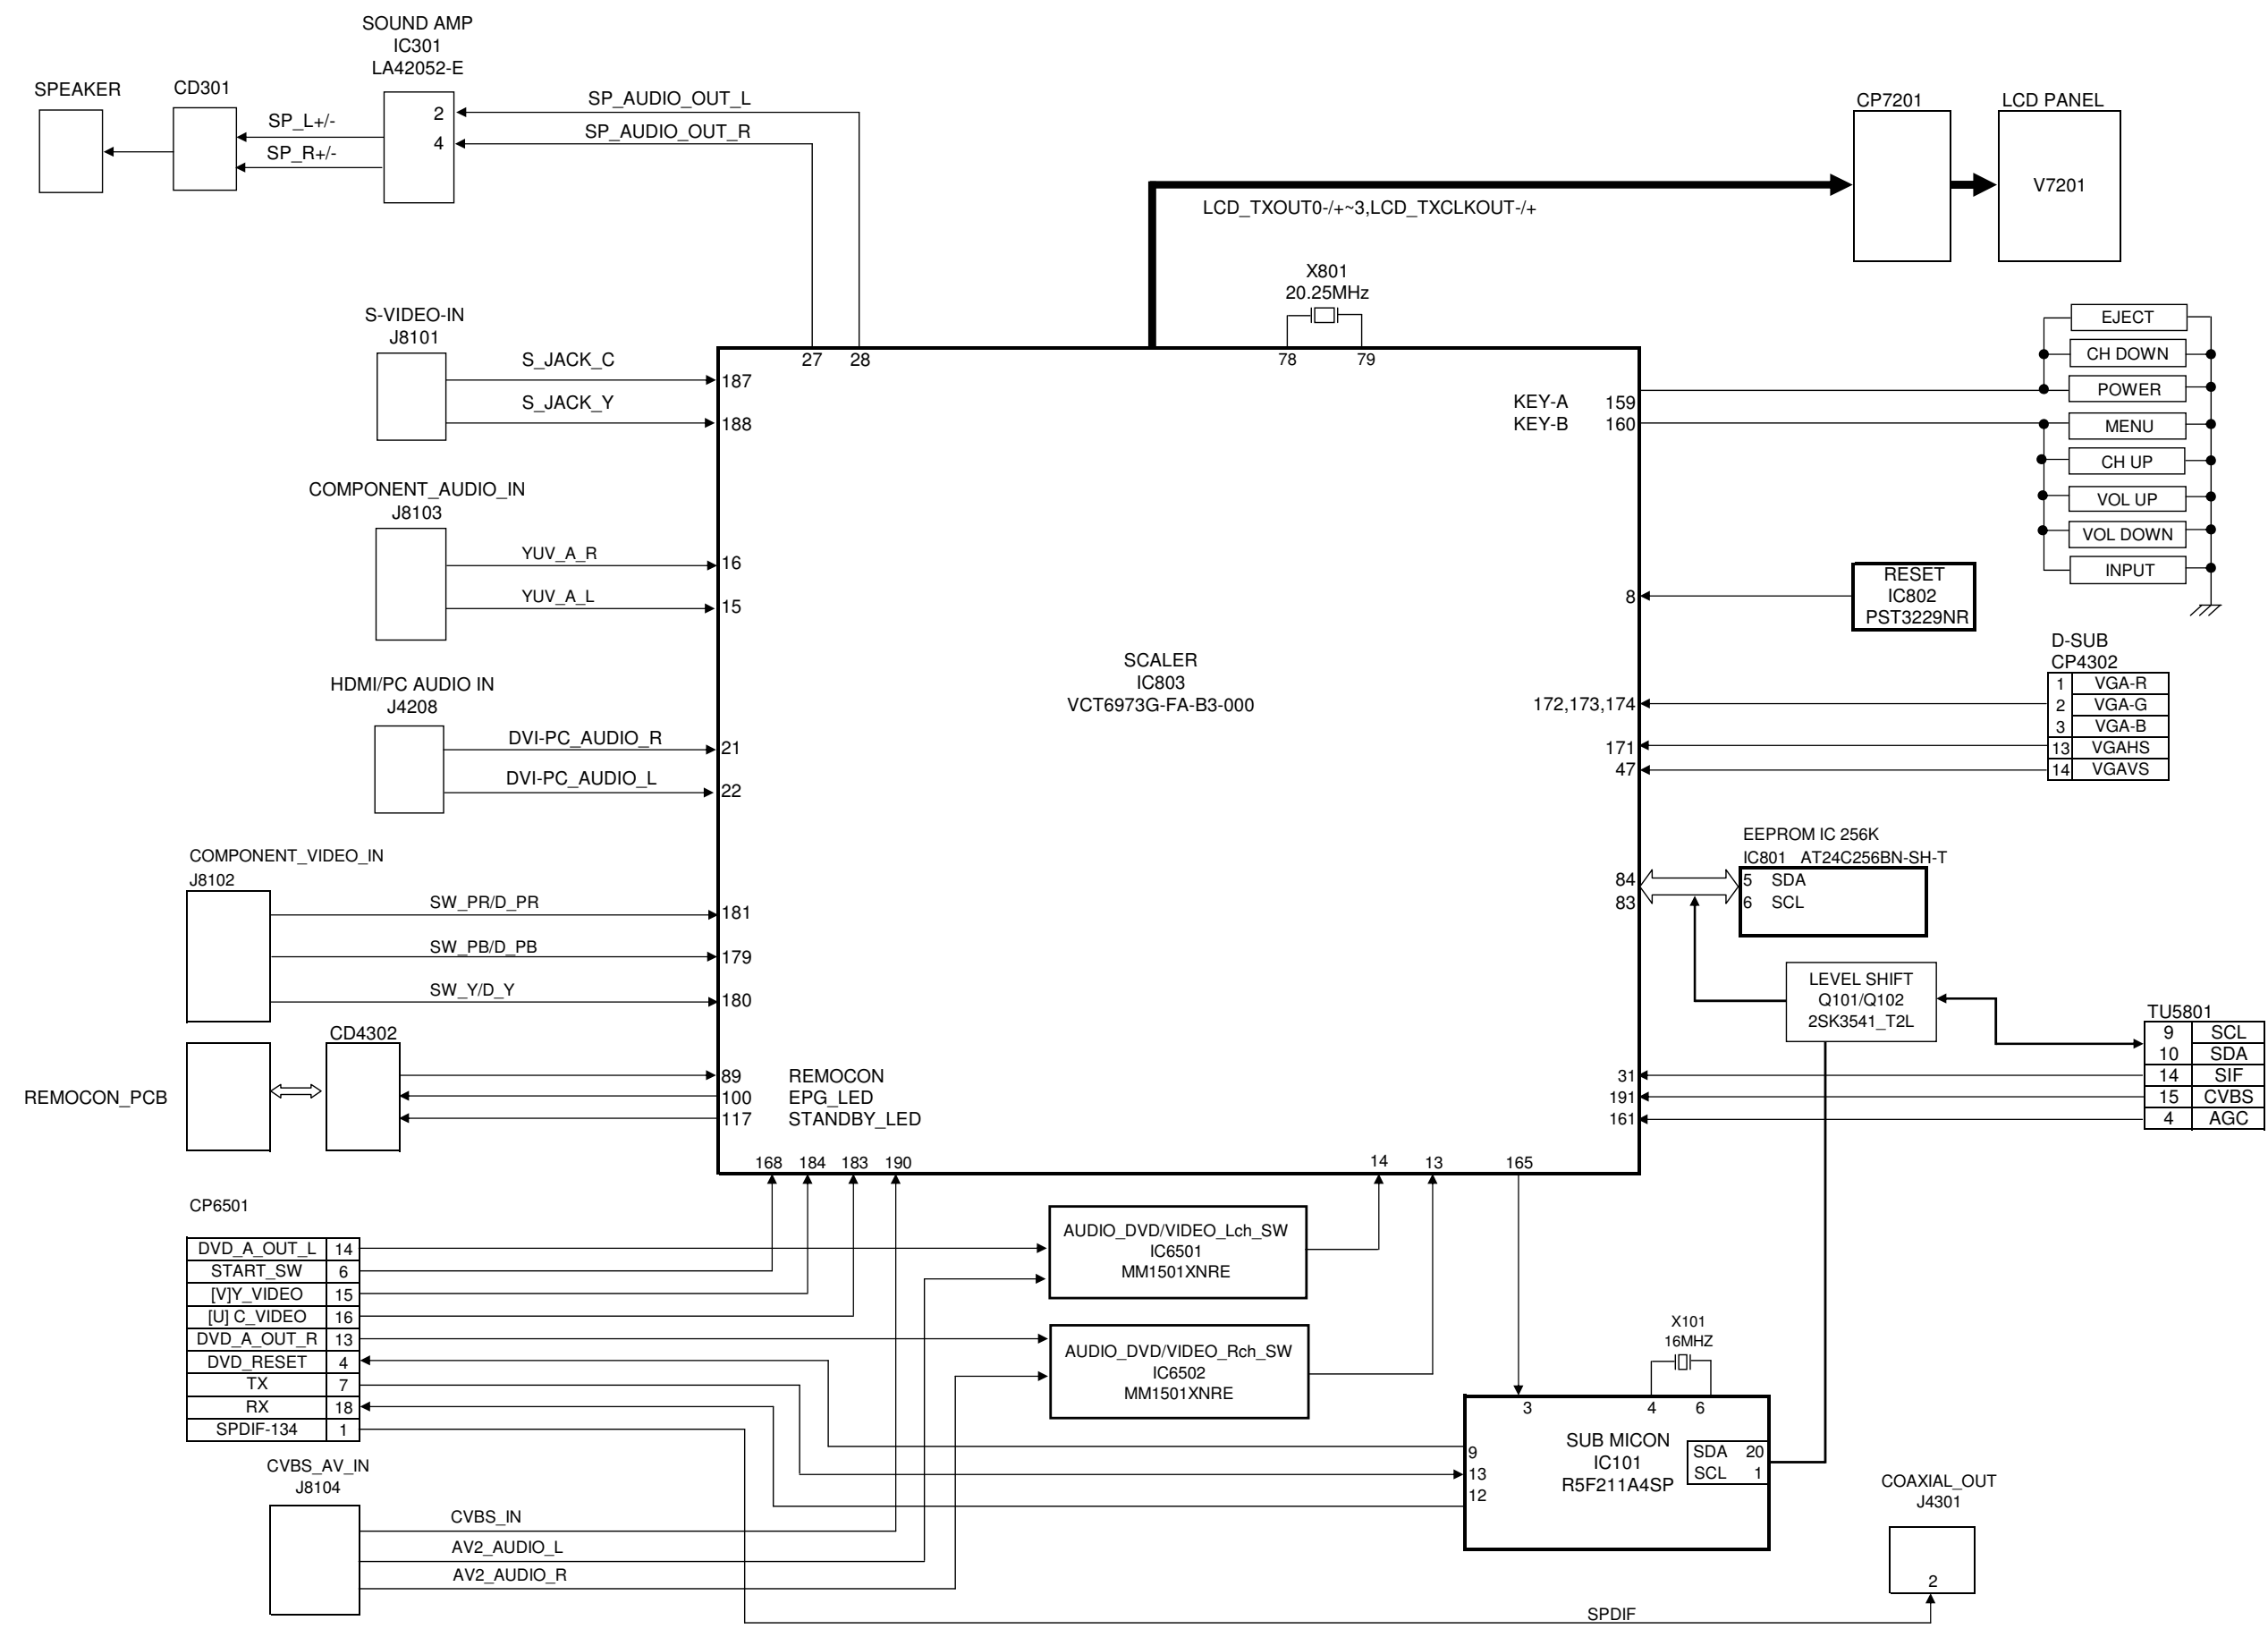 SOUND AMP
IC301
LA42052-E
SPEAKER
CD301
SP_L+/-
SP_R+/-
2
4
SP_AUDIO_OUT_L
SP_AUDIO_OUT_R
CP7201
LCD PANEL
V7201
LCD_TXOUT0-/+~3,LCD_TXCLKOUT-/+
X801
20.25MHz
S-VIDEO-IN
J8101
S_JACK_C
S_JACK_Y
27
28
78
79
187
188
KEY-A 159
KEY-B 160
EJECT
CH DOWN
POWER
MENU
CH UP
VOL UP
VOL DOWN
INPUT
COMPONENT_AUDIO_IN
J8103
YUV_A_R
YUV_A_L
16
15
8
RESET
IC802
PST3229NR
SCALER
IC803
VCT6973G-FA-B3-000
D-SUB
CP4302
1 VGA-R
2 VGA-G
3 VGA-B
13 VGAHS
14 VGAVS
172,173,174
171
47
HDMI/PC AUDIO IN
J4208
DVI-PC_AUDIO_R
DVI-PC_AUDIO_L
21
22
EEPROM IC 256K
IC801 AT24C256BN-SH-T
5 SDA
6 SCL
84
83
COMPONENT_VIDEO_IN
J8102
SW_PR/D_PR
SW_PB/D_PB
SW_Y/D_Y
181
179
180
LEVEL SHIFT
Q101/Q102
2SK3541_T2L
TU5801
9 SCL
10 SDA
14 SIF
15 CVBS
4 AGC
31
191
161
CD4302
REMOCON_PCB
89 REMOCON
100 EPG_LED
117 STANDBY_LED
168
184
183
190
14
13
165
CP6501
DVD_A_OUT_L 14
START_SW 6
[V]Y_VIDEO 15
[U] C_VIDEO 16
DVD_A_OUT_R 13
DVD_RESET 4
TX 7
RX 18
SPDIF-134 1
AUDIO_DVD/VIDEO_Lch_SW
IC6501
MM1501XNRE
AUDIO_DVD/VIDEO_Rch_SW
IC6502
MM1501XNRE
X101
16MHZ
3
4
6
9
13
12
SUB MICON
IC101
R5F211A4SP
SDA 20
SCL 1
CVBS_AV_IN
J8104
CVBS_IN
AV2_AUDIO_L
AV2_AUDIO_R
COAXIAL_OUT
J4301
2
SPDIF